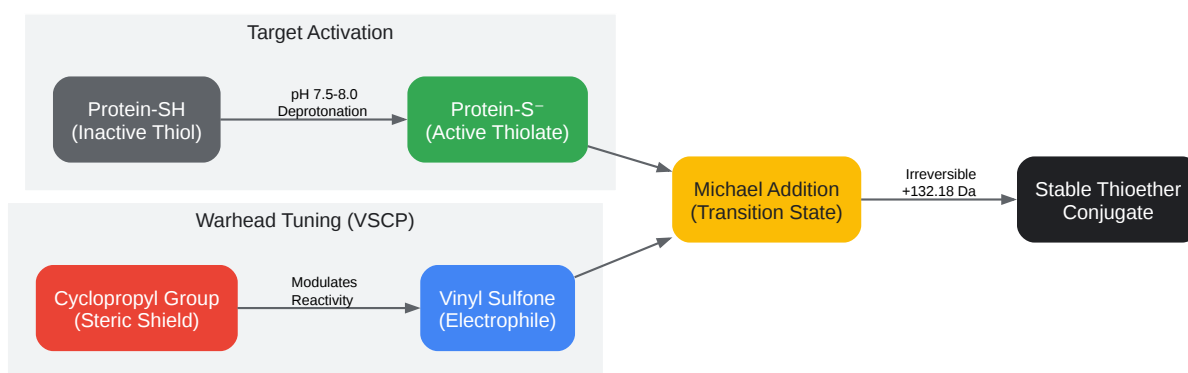 Target Activation
Protein-SH
(Inactive Thiol)
pH 7.5-8.0
Deprotonation
Protein-S⁻
(Active Thiolate)
Michael Addition
(Transition State)
Irreversible
+132.18 Da
Stable Thioether
Conjugate
Warhead Tuning (VSCP)
Cyclopropyl Group
(Steric Shield)
Modulates
Reactivity
Vinyl Sulfone
(Electrophile)